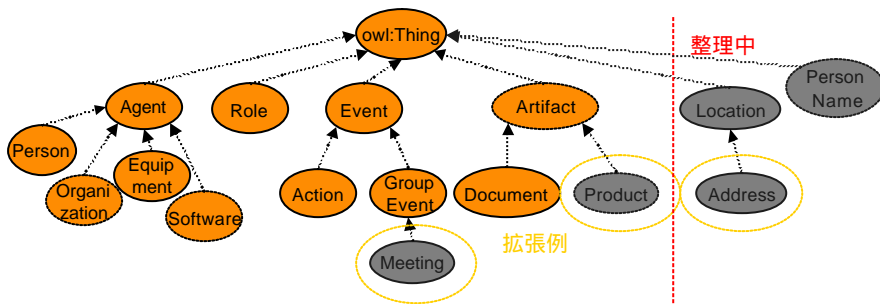 owl:Thing
整理中
Person
Name
Agent
Role
Event
Artifact
Location
Person
Organi
zation
Equip
ment
Software
Action
Group
Event
Document
Product
Address
拡張例
Meeting